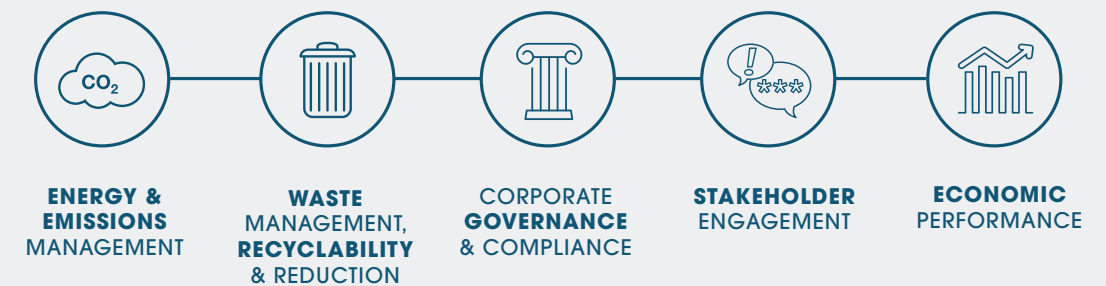 CO₂
!
***
ENERGY &
EMISSIONS
MANAGEMENT
WASTE
MANAGEMENT,
RECYCLABILITY
& REDUCTION
CORPORATE
GOVERNANCE
& COMPLIANCE
STAKEHOLDER
ENGAGEMENT
ECONOMIC
PERFORMANCE